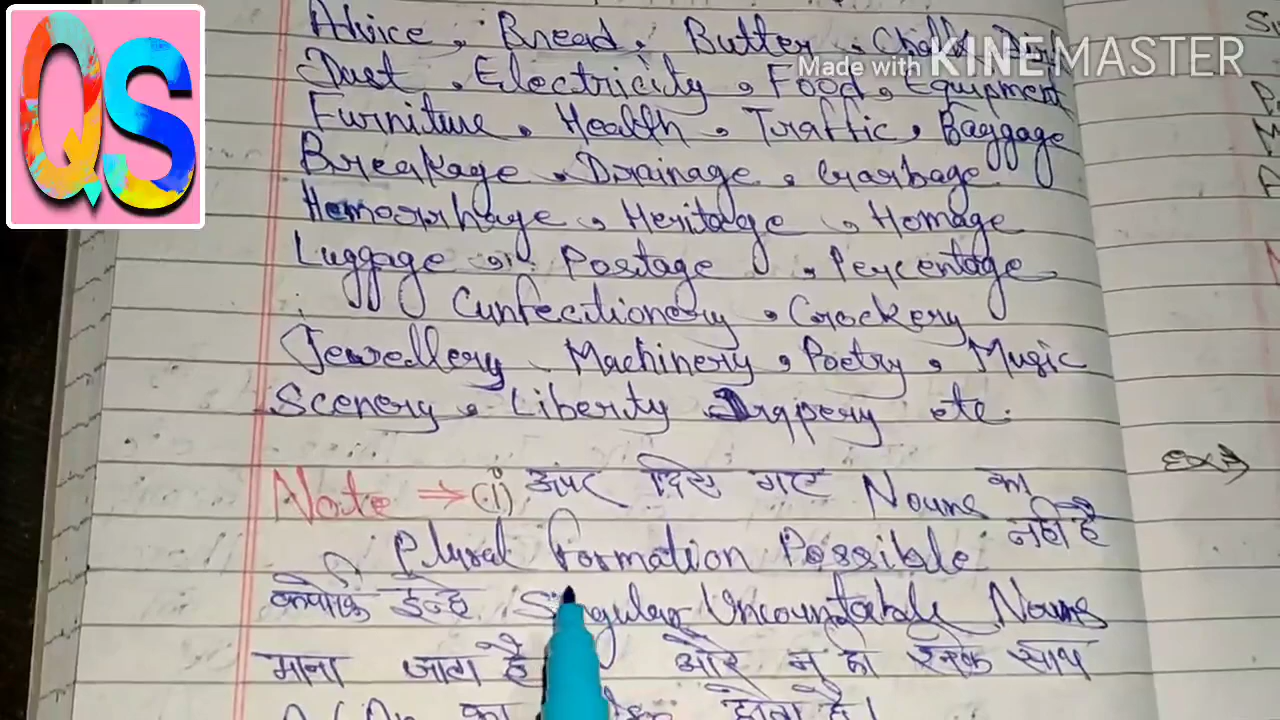 QS
Made with KINEMASTER
Advice, Bread, Butter, Chalk,
Dust, Electricity, Food, Equipment
Furniture, Health, Traffic, Baggage
Breakage, Drainage, Garbage
Hemorrhage, Heritage, Homage
Luggage, Postage, Percentage,
Cunfectionery, Crockery
Jewellery, Machinery, Poetry, Music
Scenery, Liberty Drapery etc.
Note ⇒ (i) ऊपर दिए गए Nouns का
Plural Formation Possible नहीं है
क्योंकि इन्हे Singular Uncountable Nouns
माना जाता है और न ही इनके साथ
का होता है।
Ex⇒